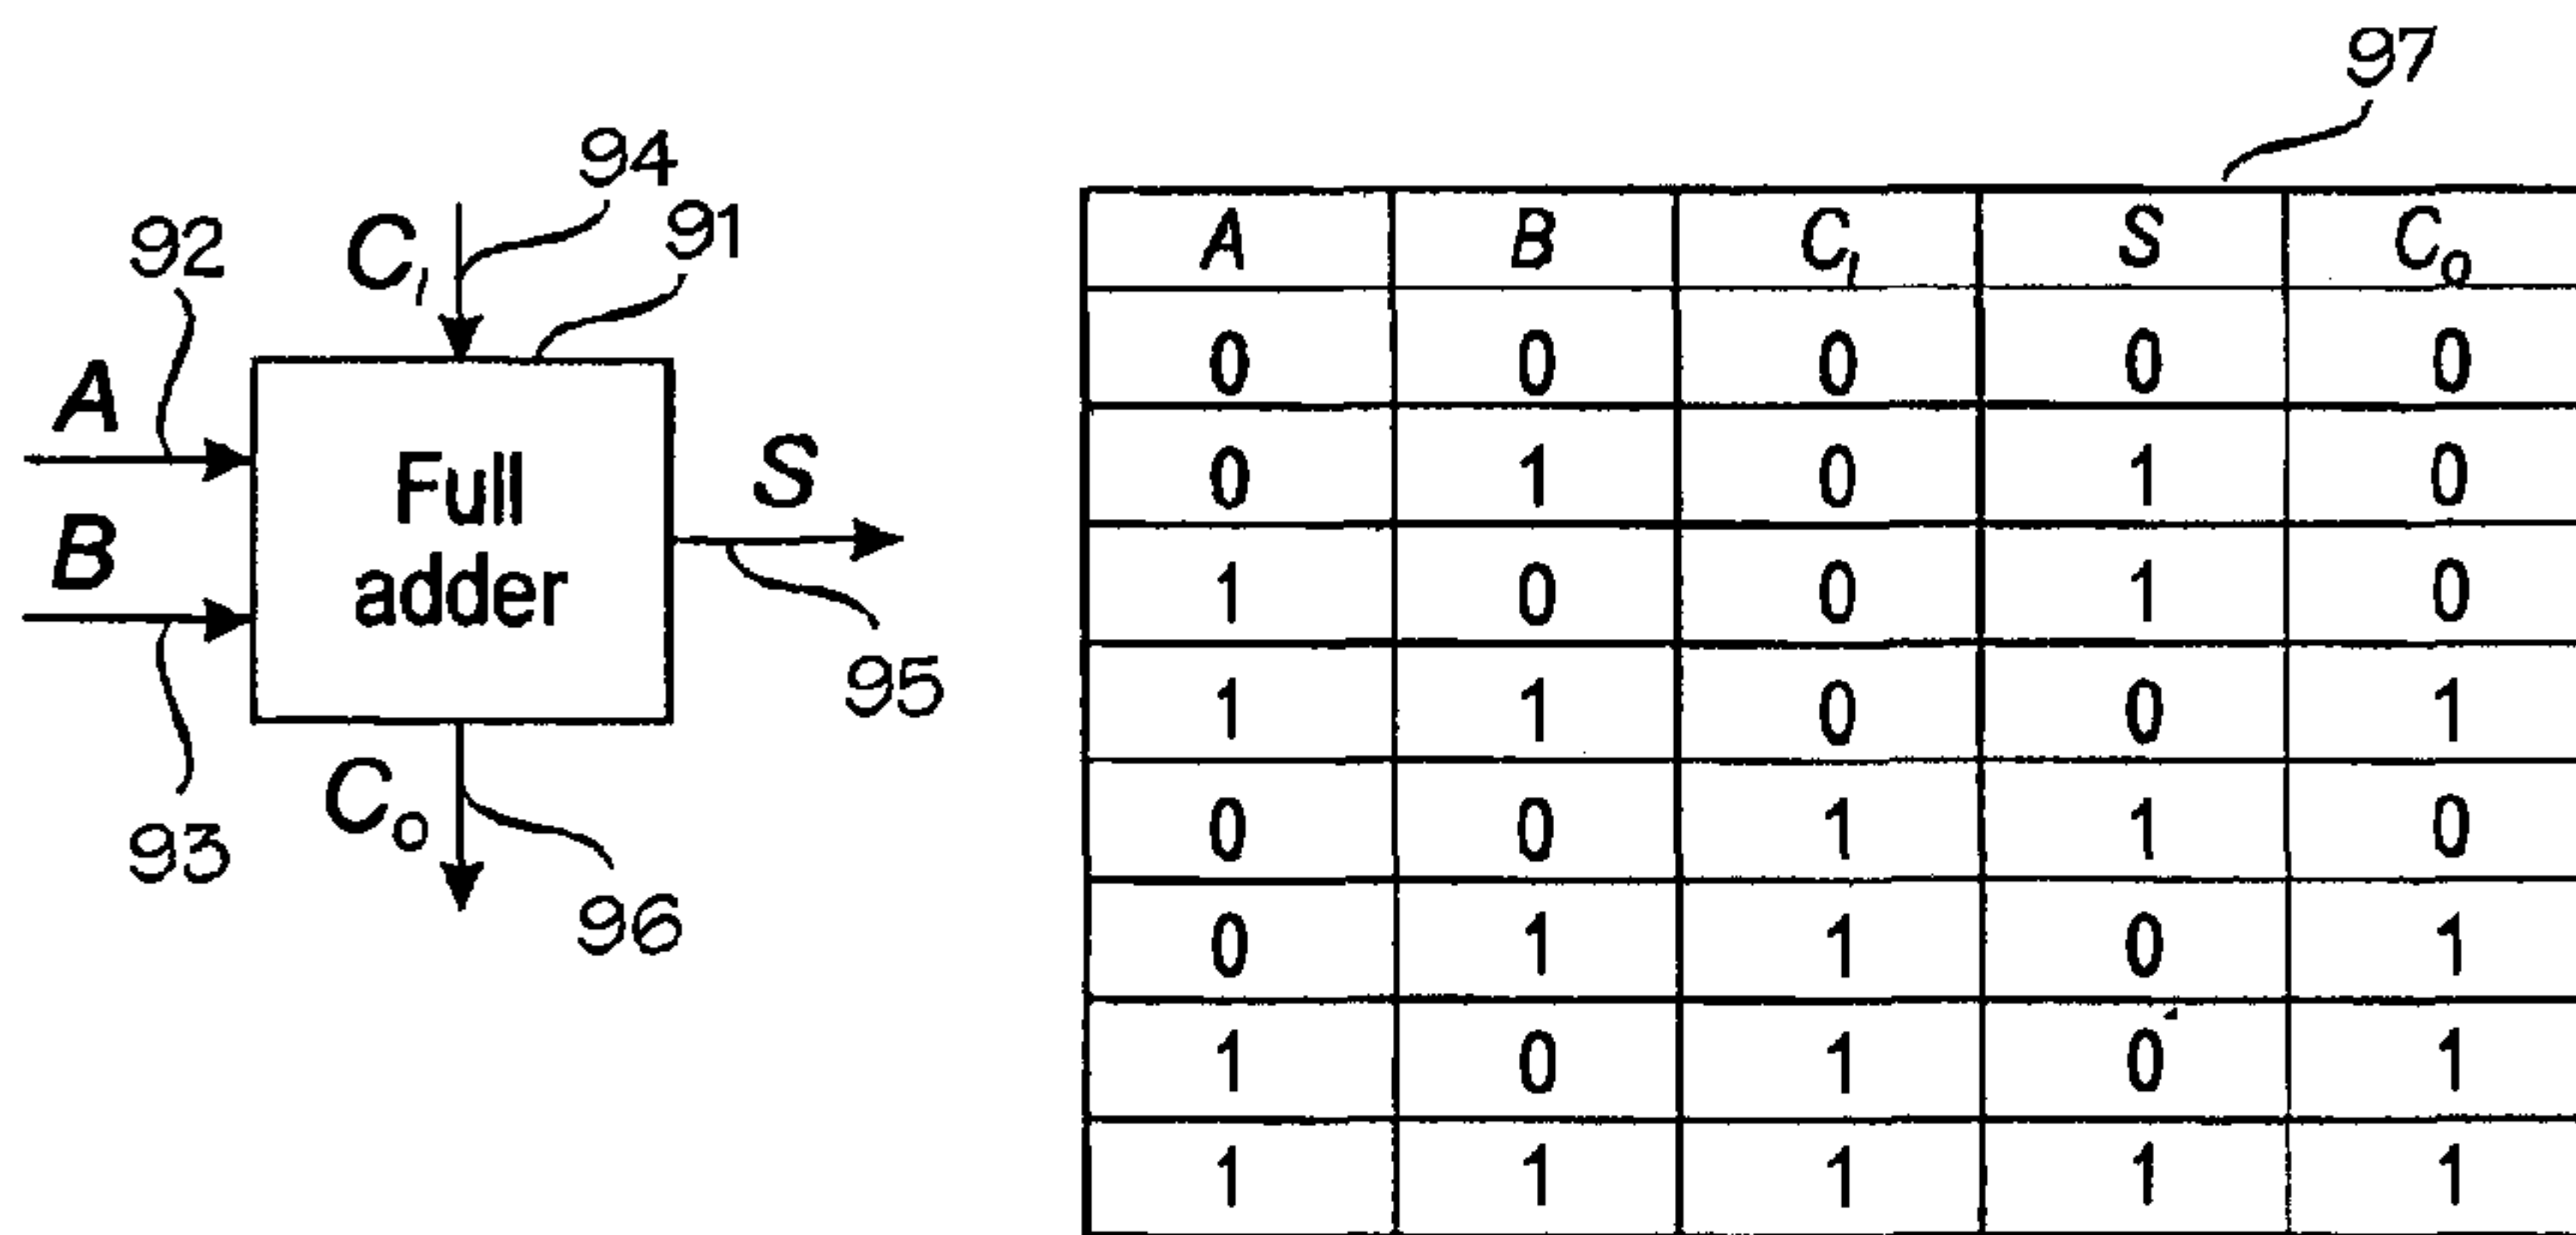 97
94
91
92
C_I
A
B
Full
adder
S
95
93
C_O
96
A B C_I S C_O
0 0 0 0 0
0 1 0 1 0
1 0 0 1 0
1 1 0 0 1
0 0 1 1 0
0 1 1 0 1
1 0 1 0 1
1 1 1 1 1